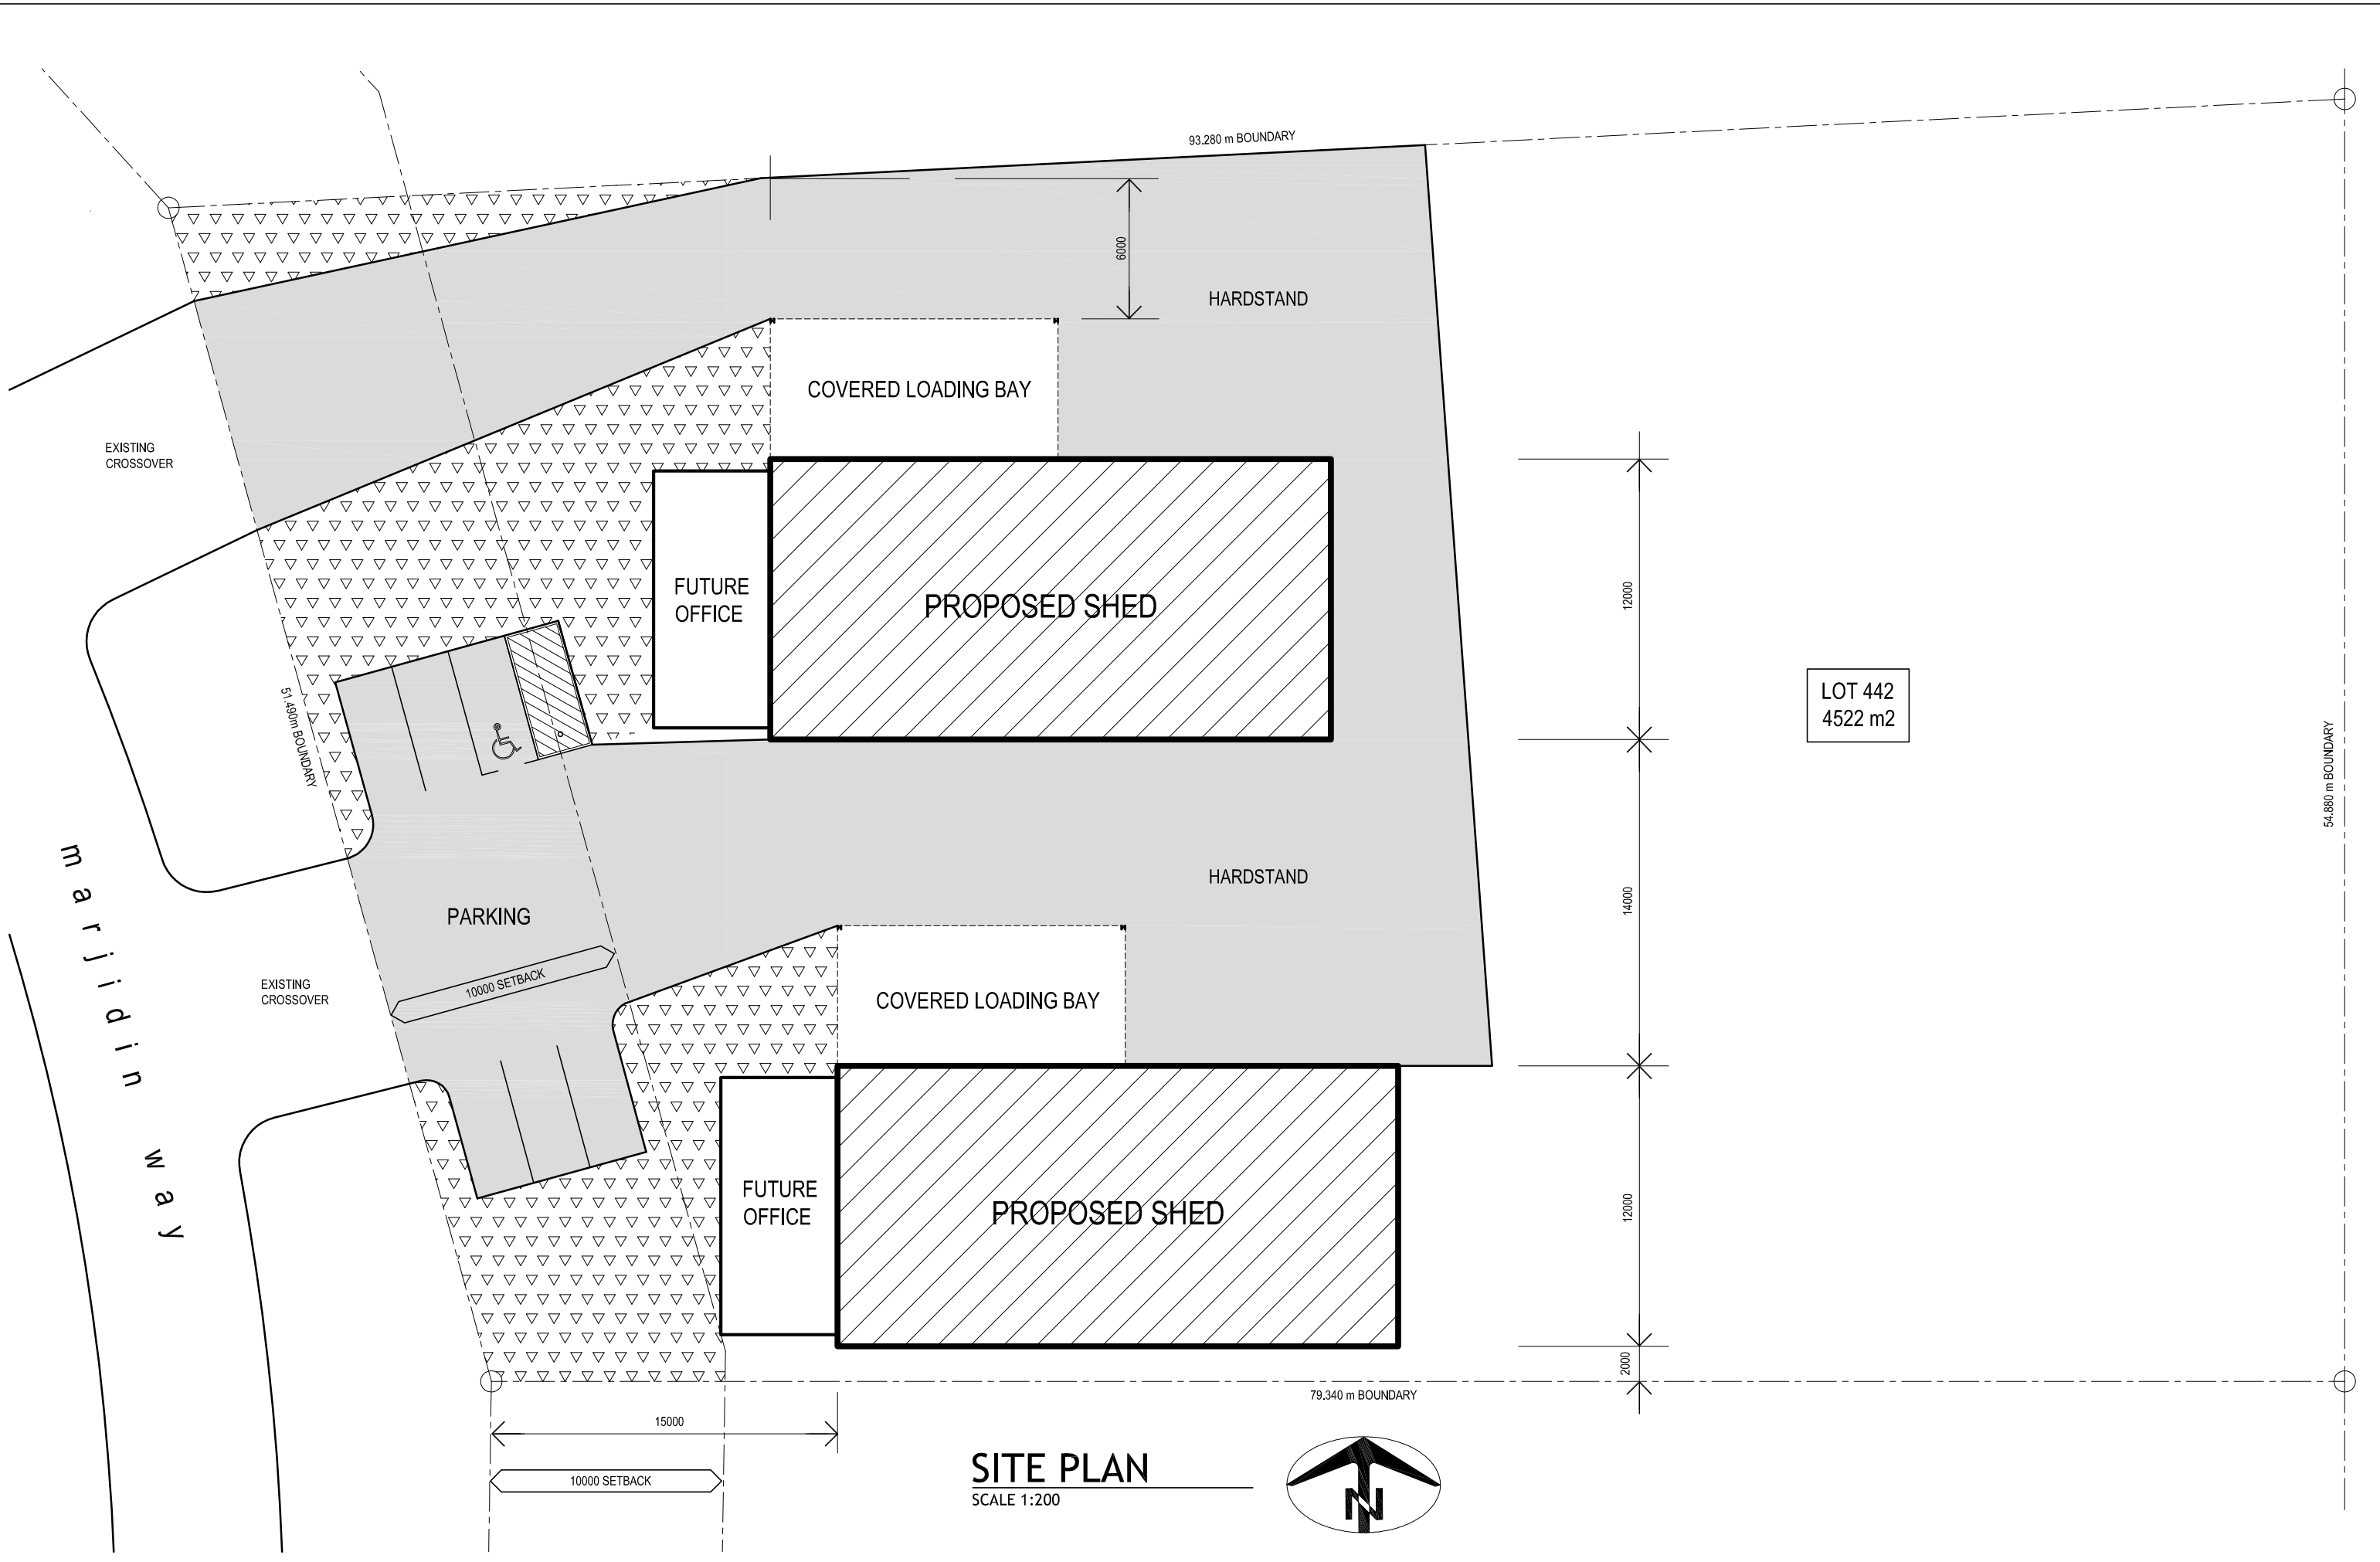 93.280 m BOUNDARY
6000
HARDSTAND
COVERED LOADING BAY
EXISTING
CROSSOVER
FUTURE
OFFICE
PROPOSED SHED
12000
LOT 442
4522 m2
51.490m BOUNDARY
54.880 m BOUNDARY
marjidin way
HARDSTAND
14000
PARKING
10000 SETBACK
EXISTING
CROSSOVER
COVERED LOADING BAY
FUTURE
OFFICE
PROPOSED SHED
12000
2000
79.340 m BOUNDARY
15000
10000 SETBACK
SITE PLAN
SCALE 1:200
N